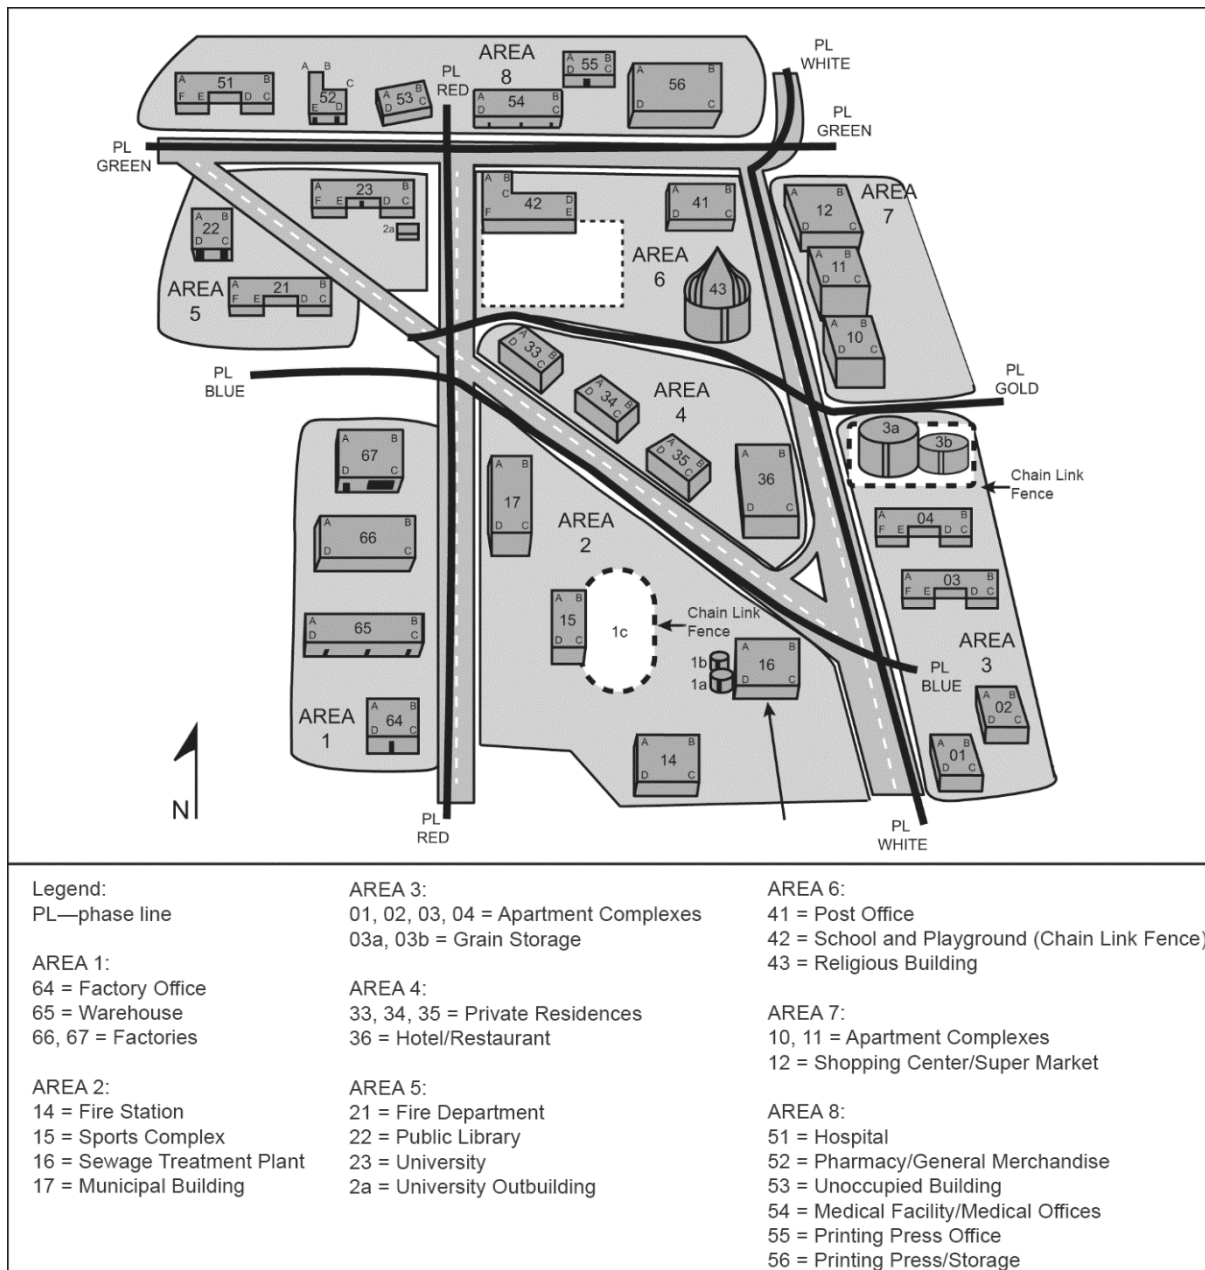 PL
WHITE
AREA
8
PL
RED
A B
51
F E D C
A B
C
52
E D
A B
53
D C
A B
54
D C
A B
55
D C
A B
56
D C
PL
GREEN
PL
GREEN
A B
23
F E D C
2a
A B
22
D C
AREA
5
A B
21
F E D C
A B
C
42
D
F E
A B
41
D C
AREA
6
43
AREA
7
A B
12
D C
A B
11
D C
A B
10
D C
PL
BLUE
PL
GOLD
A
33
B
D
C
A
34
B
D
C
A
35
B
D
C
AREA
4
A B
36
D C
3a
3b
Chain Link
Fence
A B
04
F E D C
A B
03
F E D C
AREA
3
A B
02
D C
A B
01
D C
A B
67
D C
A B
66
D C
A B
65
D C
A B
64
D C
AREA
1
A B
17
D C
AREA
2
A B
15
D C
1c
Chain Link
Fence
1b
1a
A B
16
D C
A B
14
D C
PL
BLUE
N
PL
RED
PL
WHITE
Legend:
PL—phase line
AREA 1:
64 = Factory Office
65 = Warehouse
66, 67 = Factories
AREA 2:
14 = Fire Station
15 = Sports Complex
16 = Sewage Treatment Plant
17 = Municipal Building
AREA 3:
01, 02, 03, 04 = Apartment Complexes
03a, 03b = Grain Storage
AREA 4:
33, 34, 35 = Private Residences
36 = Hotel/Restaurant
AREA 5:
21 = Fire Department
22 = Public Library
23 = University
2a = University Outbuilding
AREA 6:
41 = Post Office
42 = School and Playground (Chain Link Fence)
43 = Religious Building
AREA 7:
10, 11 = Apartment Complexes
12 = Shopping Center/Super Market
AREA 8:
51 = Hospital
52 = Pharmacy/General Merchandise
53 = Unoccupied Building
54 = Medical Facility/Medical Offices
55 = Printing Press Office
56 = Printing Press/Storage